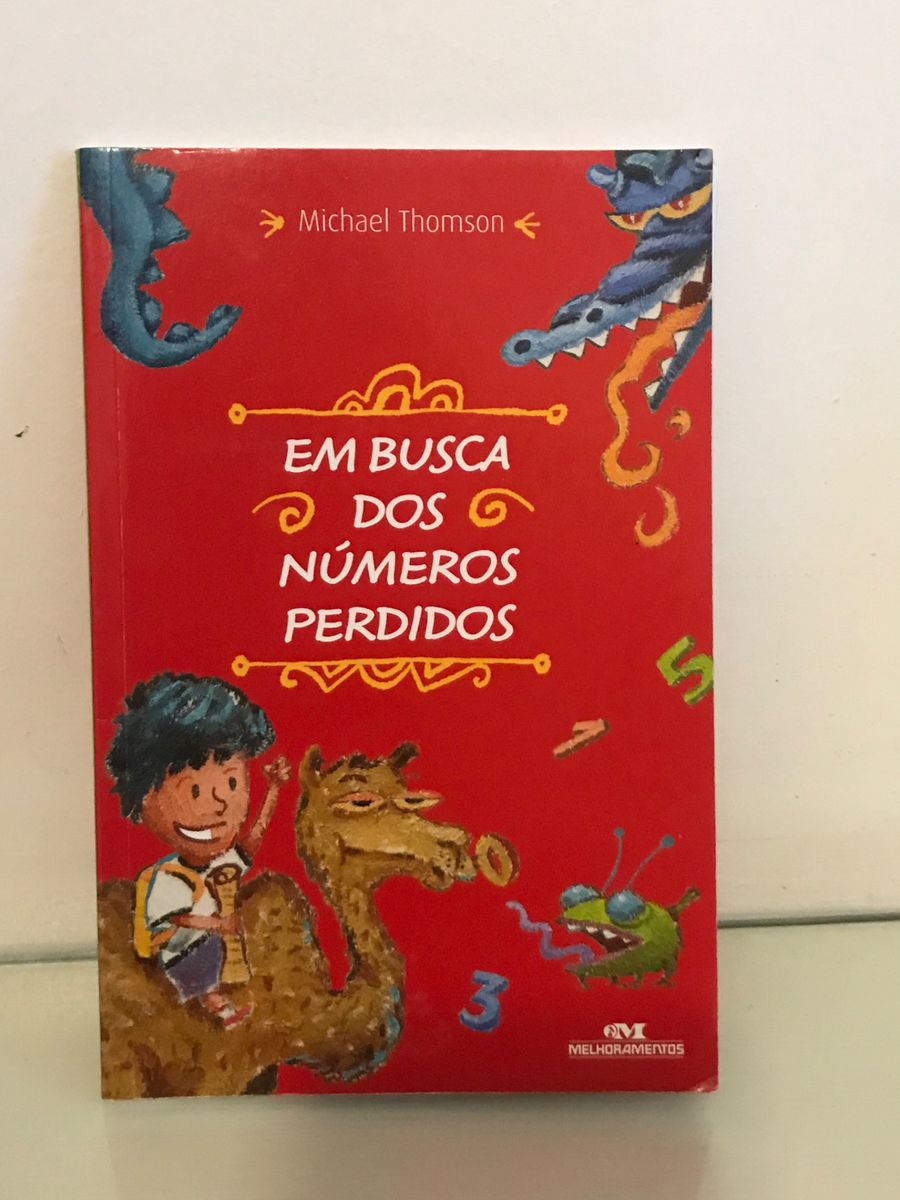 Michael Thomson
EM BUSCA
DOS
NÚMEROS
PERDIDOS
5
1
3
M
MELHORAMENTOS